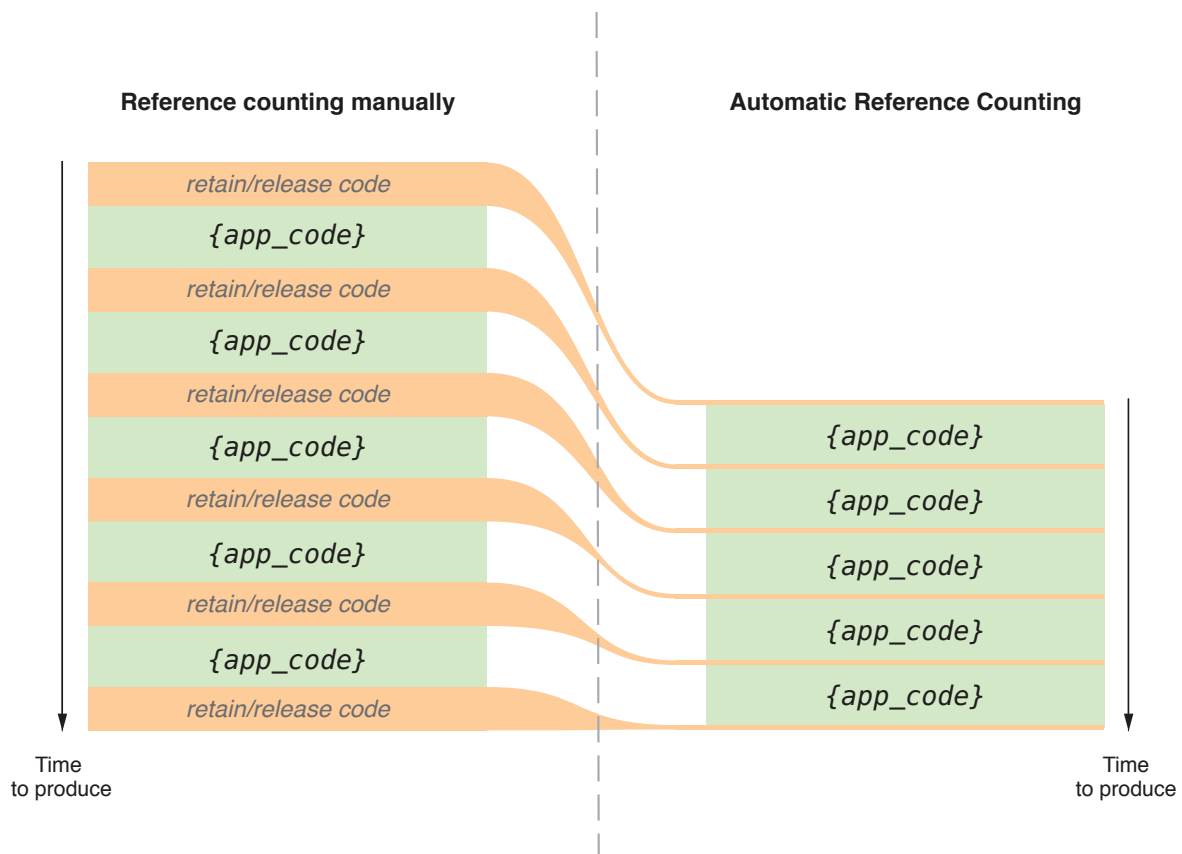 Reference counting manually
Automatic Reference Counting
retain/release code
{app_code}
retain/release code
{app_code}
retain/release code
{app_code}
retain/release code
{app_code}
retain/release code
{app_code}
retain/release code
{app_code}
{app_code}
{app_code}
{app_code}
{app_code}
Time
to produce
Time
to produce